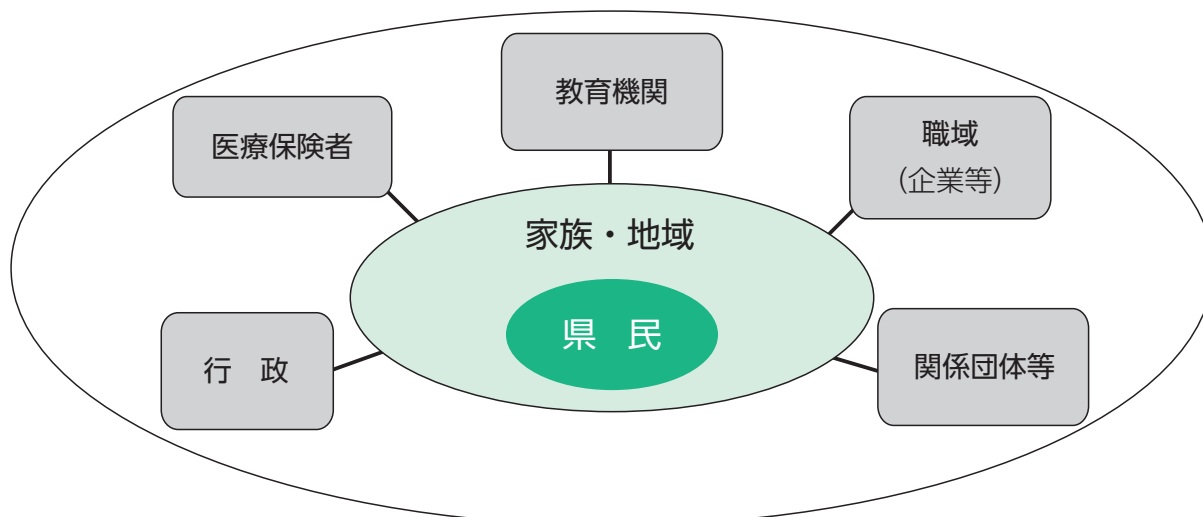 教育機関
医療保険者
職域
（企業等）
家族・地域
県　民
行　政
関係団体等